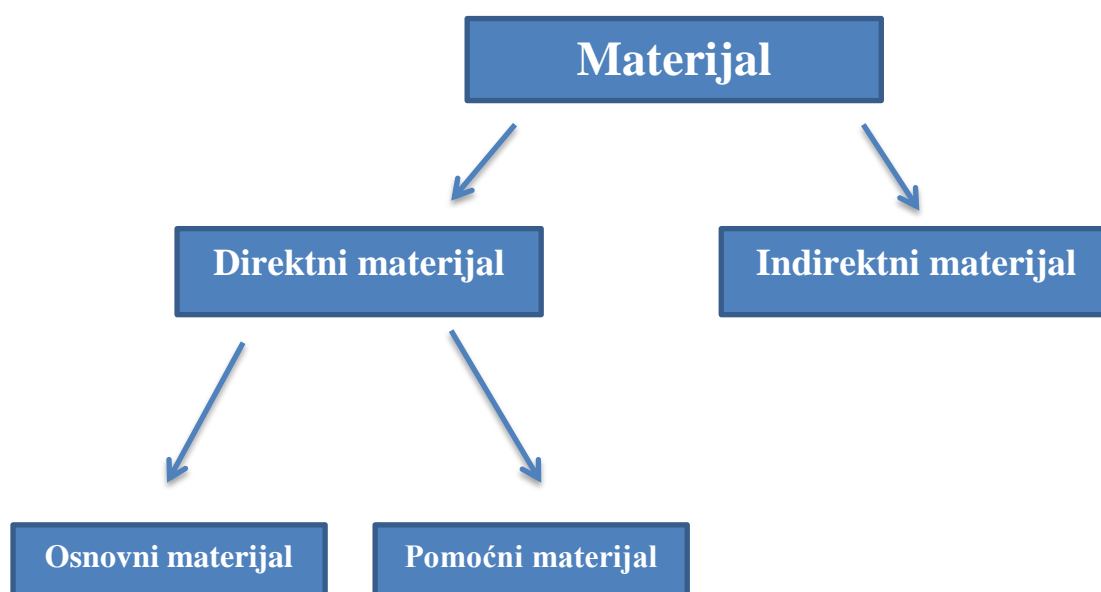 Materijal
Direktni materijal
Indirektni materijal
Osnovni materijal
Pomoćni materijal